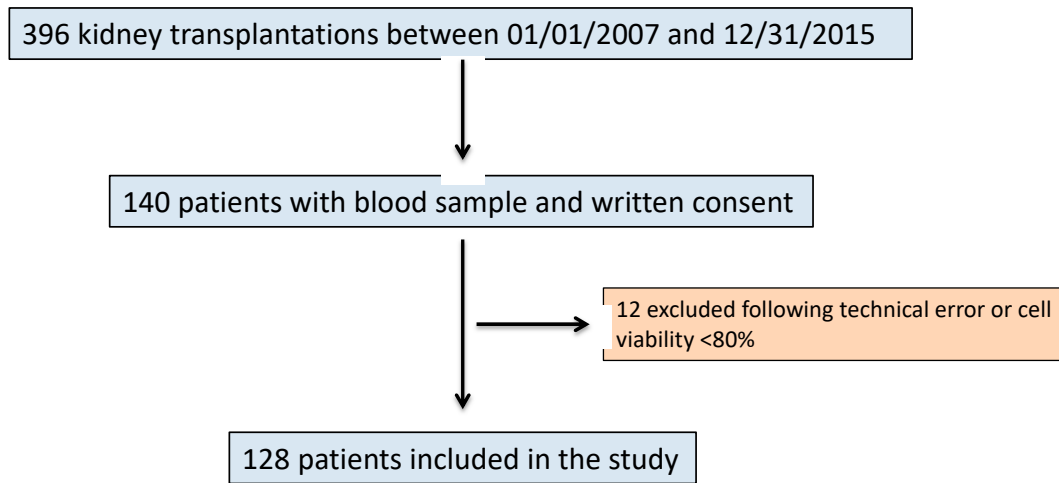 396 kidney transplantations between 01/01/2007 and 12/31/2015
140 patients with blood sample and written consent
12 excluded following technical error or cell
viability <80%
128 patients included in the study